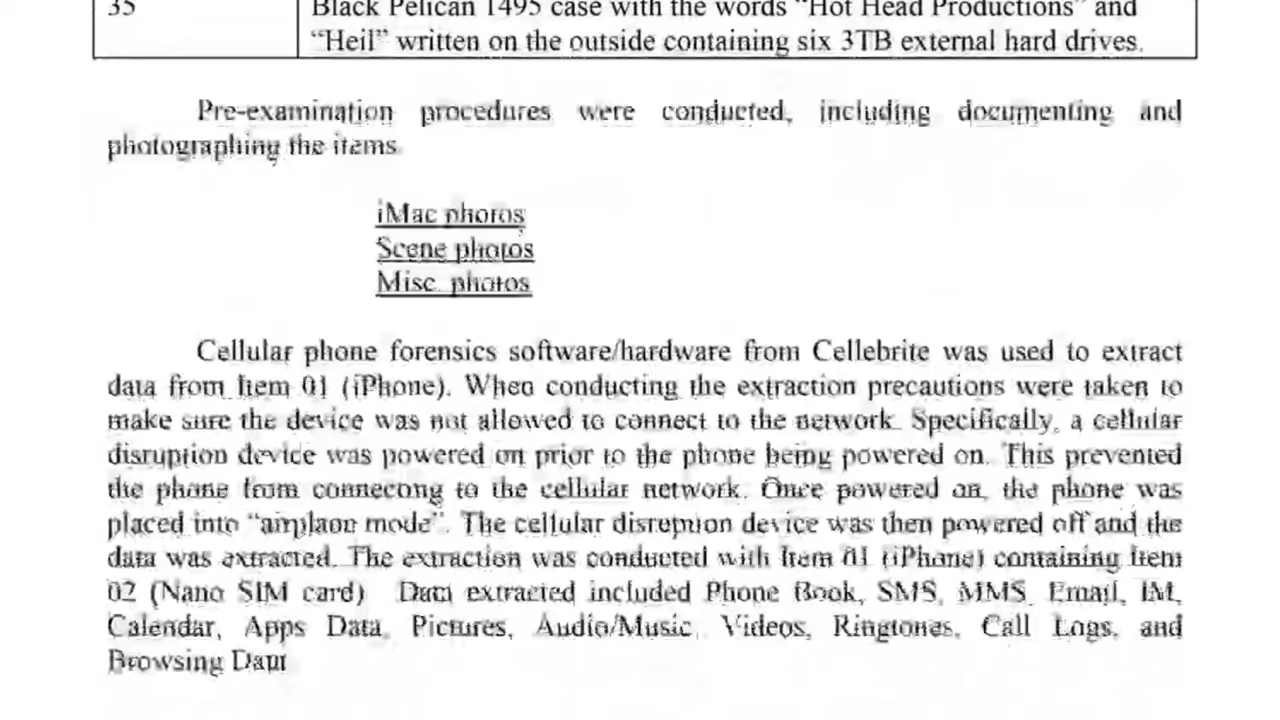 35 Black Pelican 1495 case with the words “Hot Head Productions” and
“Heil” written on the outside containing six 3TB external hard drives.
Pre-examination procedures were conducted, including documenting and
photographing the items.
iMac photos
Scene photos
Misc. photos
Cellular phone forensics software/hardware from Cellebrite was used to extract
data from Item 01 (iPhone). When conducting the extraction precautions were taken to
make sure the device was not allowed to connect to the network. Specifically, a cellular
disruption device was powered on prior to the phone being powered on. This prevented
the phone from connecting to the cellular network. Once powered on, the phone was
placed into “airplane mode”. The cellular disruption device was then powered off and the
data was extracted. The extraction was conducted with Item 01 (iPhone) containing Item
02 (Nano SIM card). Data extracted included Phone Book, SMS, MMS, Email, IM,
Calendar, Apps Data, Pictures, Audio/Music, Videos, Ringtones, Call Logs, and
Browsing Data